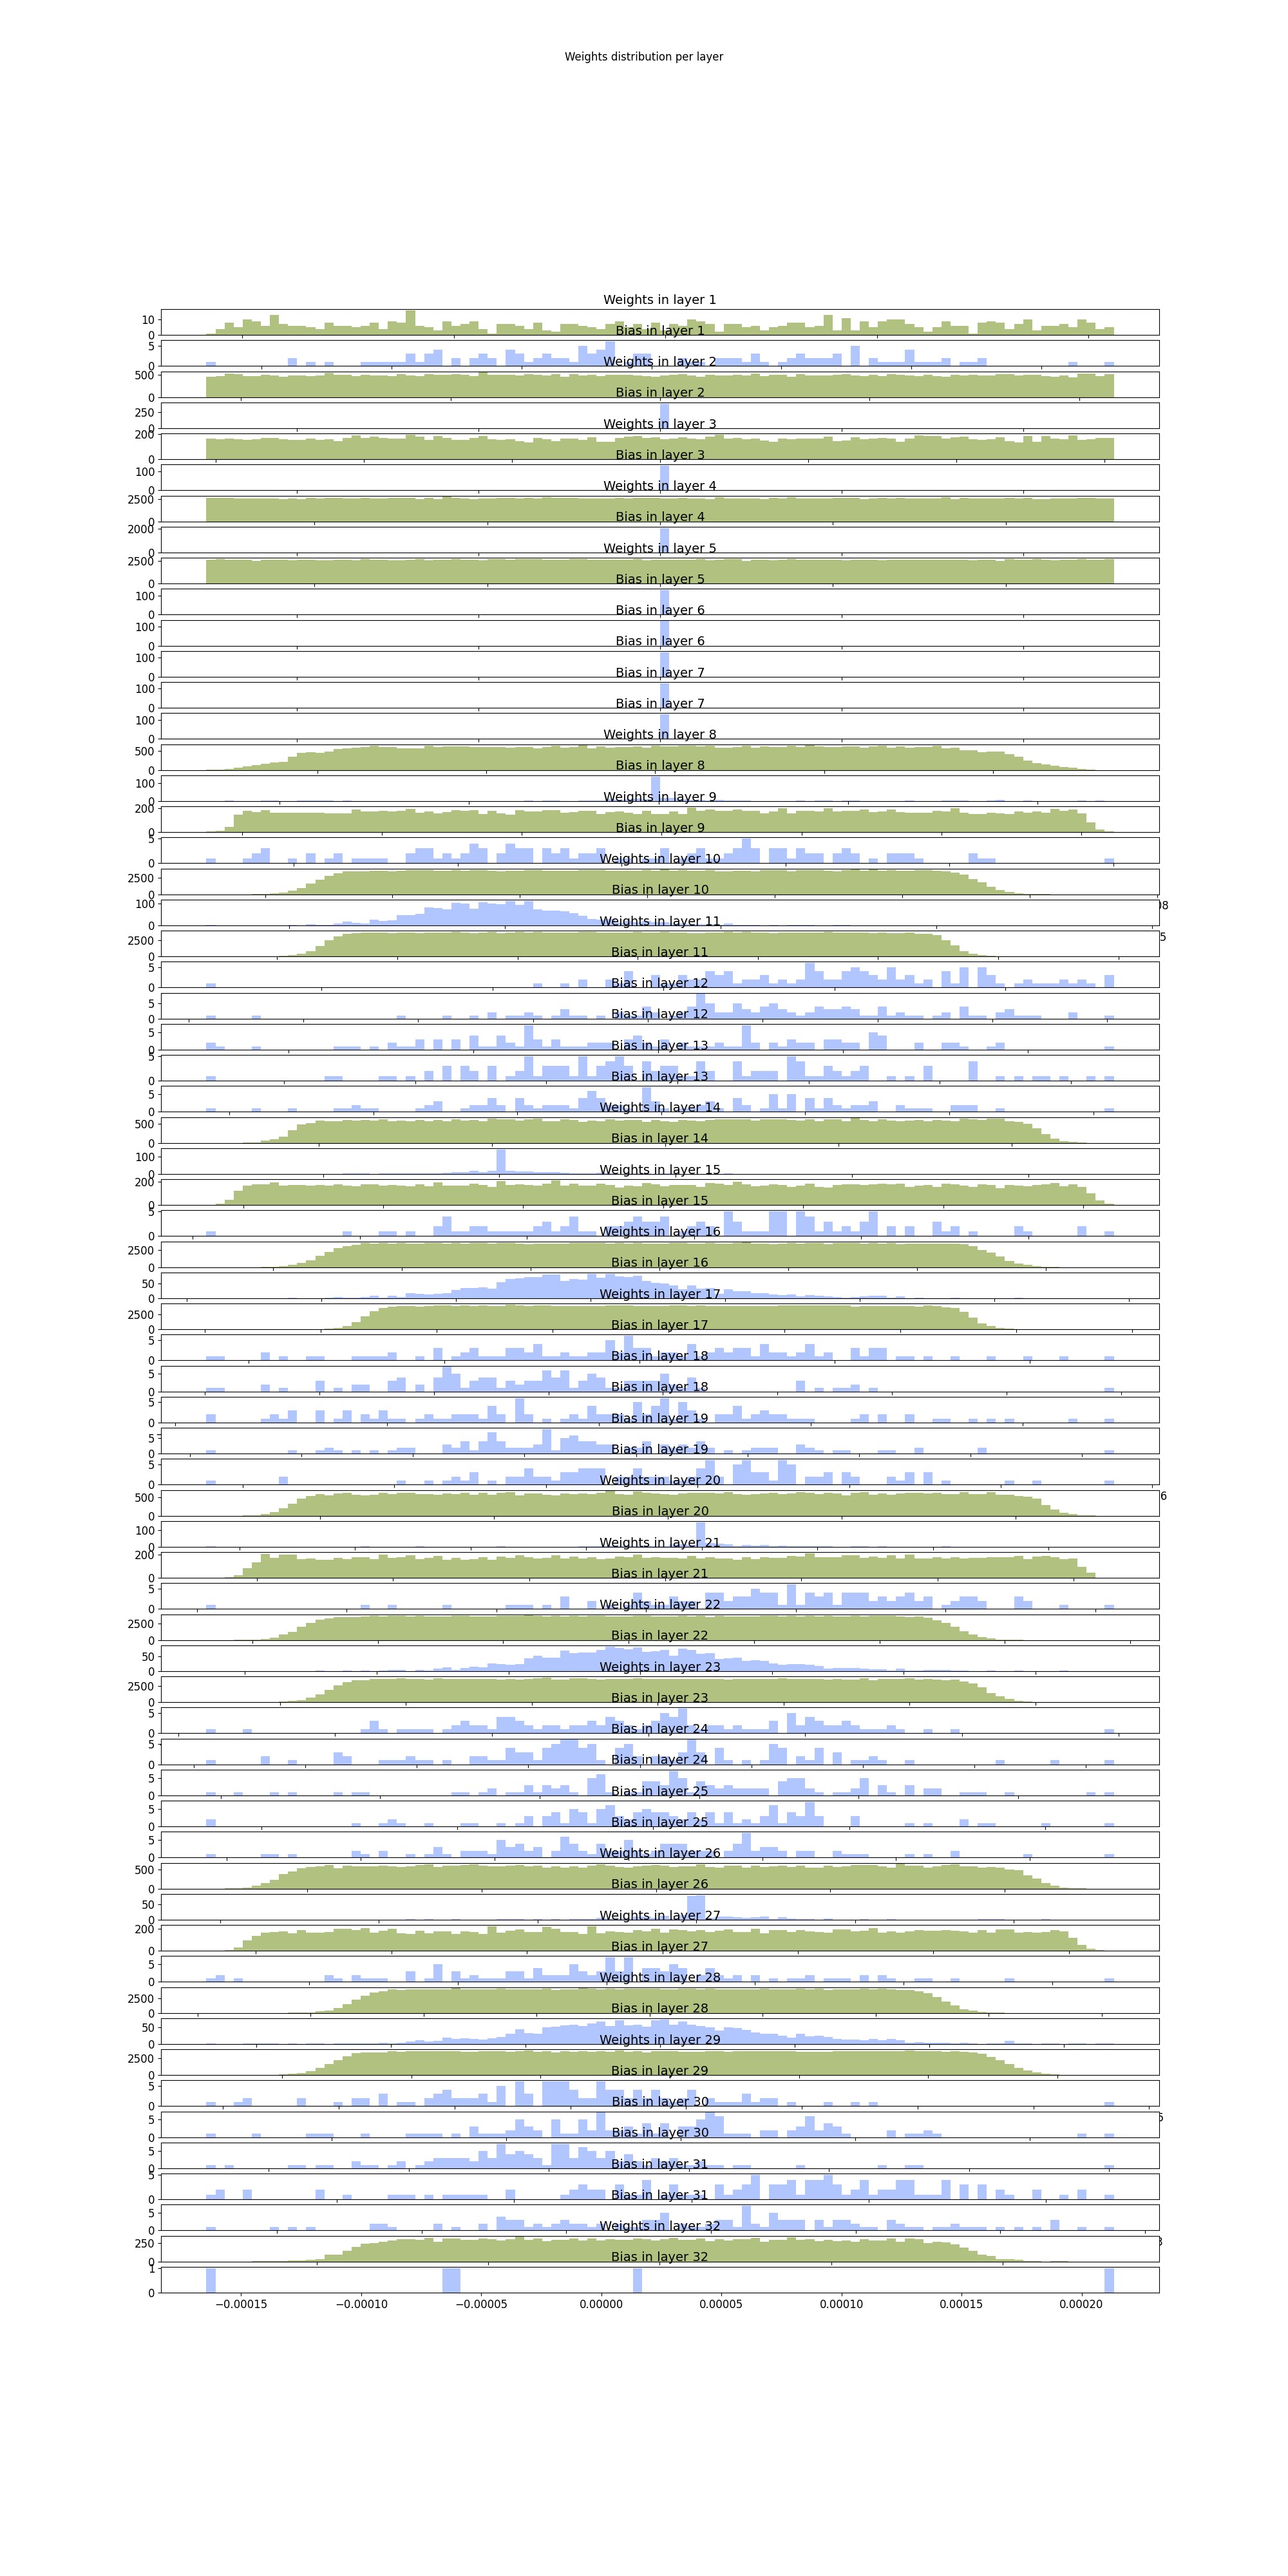 Weights distribution per layer
Weights in layer 1
10
0
Bias in layer 1
5
0
Weights in layer 2
500
0
Bias in layer 2
250
0
Weights in layer 3
200
0
Bias in layer 3
100
0
Weights in layer 4
2500
0
Bias in layer 4
2000
0
Weights in layer 5
2500
0
Bias in layer 5
100
0
Bias in layer 6
100
0
Bias in layer 6
100
0
Bias in layer 7
100
0
Bias in layer 7
100
0
Weights in layer 8
500
0
Bias in layer 8
100
0
Weights in layer 9
200
0
Bias in layer 9
5
0
Weights in layer 10
2500
0
Bias in layer 10
100
0
Weights in layer 11
2500
0
Bias in layer 11
5
0
Bias in layer 12
5
0
Bias in layer 12
5
0
Bias in layer 13
5
0
Bias in layer 13
5
0
Weights in layer 14
500
0
Bias in layer 14
100
0
Weights in layer 15
200
0
Bias in layer 15
5
0
Weights in layer 16
2500
0
Bias in layer 16
50
0
Weights in layer 17
2500
0
Bias in layer 17
5
0
Bias in layer 18
5
0
Bias in layer 18
5
0
Bias in layer 19
5
0
Bias in layer 19
5
0
Weights in layer 20
500
0
Bias in layer 20
100
0
Weights in layer 21
200
0
Bias in layer 21
5
0
Weights in layer 22
2500
0
Bias in layer 22
50
0
Weights in layer 23
2500
0
Bias in layer 23
5
0
Bias in layer 24
5
0
Bias in layer 24
5
0
Bias in layer 25
5
0
Bias in layer 25
5
0
Weights in layer 26
500
0
Bias in layer 26
50
0
Weights in layer 27
200
0
Bias in layer 27
5
0
Weights in layer 28
2500
0
Bias in layer 28
50
0
Weights in layer 29
2500
0
Bias in layer 29
5
0
Bias in layer 30
5
0
Bias in layer 30
5
0
Bias in layer 31
5
0
Bias in layer 31
5
0
Weights in layer 32
250
0
Bias in layer 32
1
0
−0.00015 −0.00010 −0.00005 0.00000 0.00005 0.00010 0.00015 0.00020